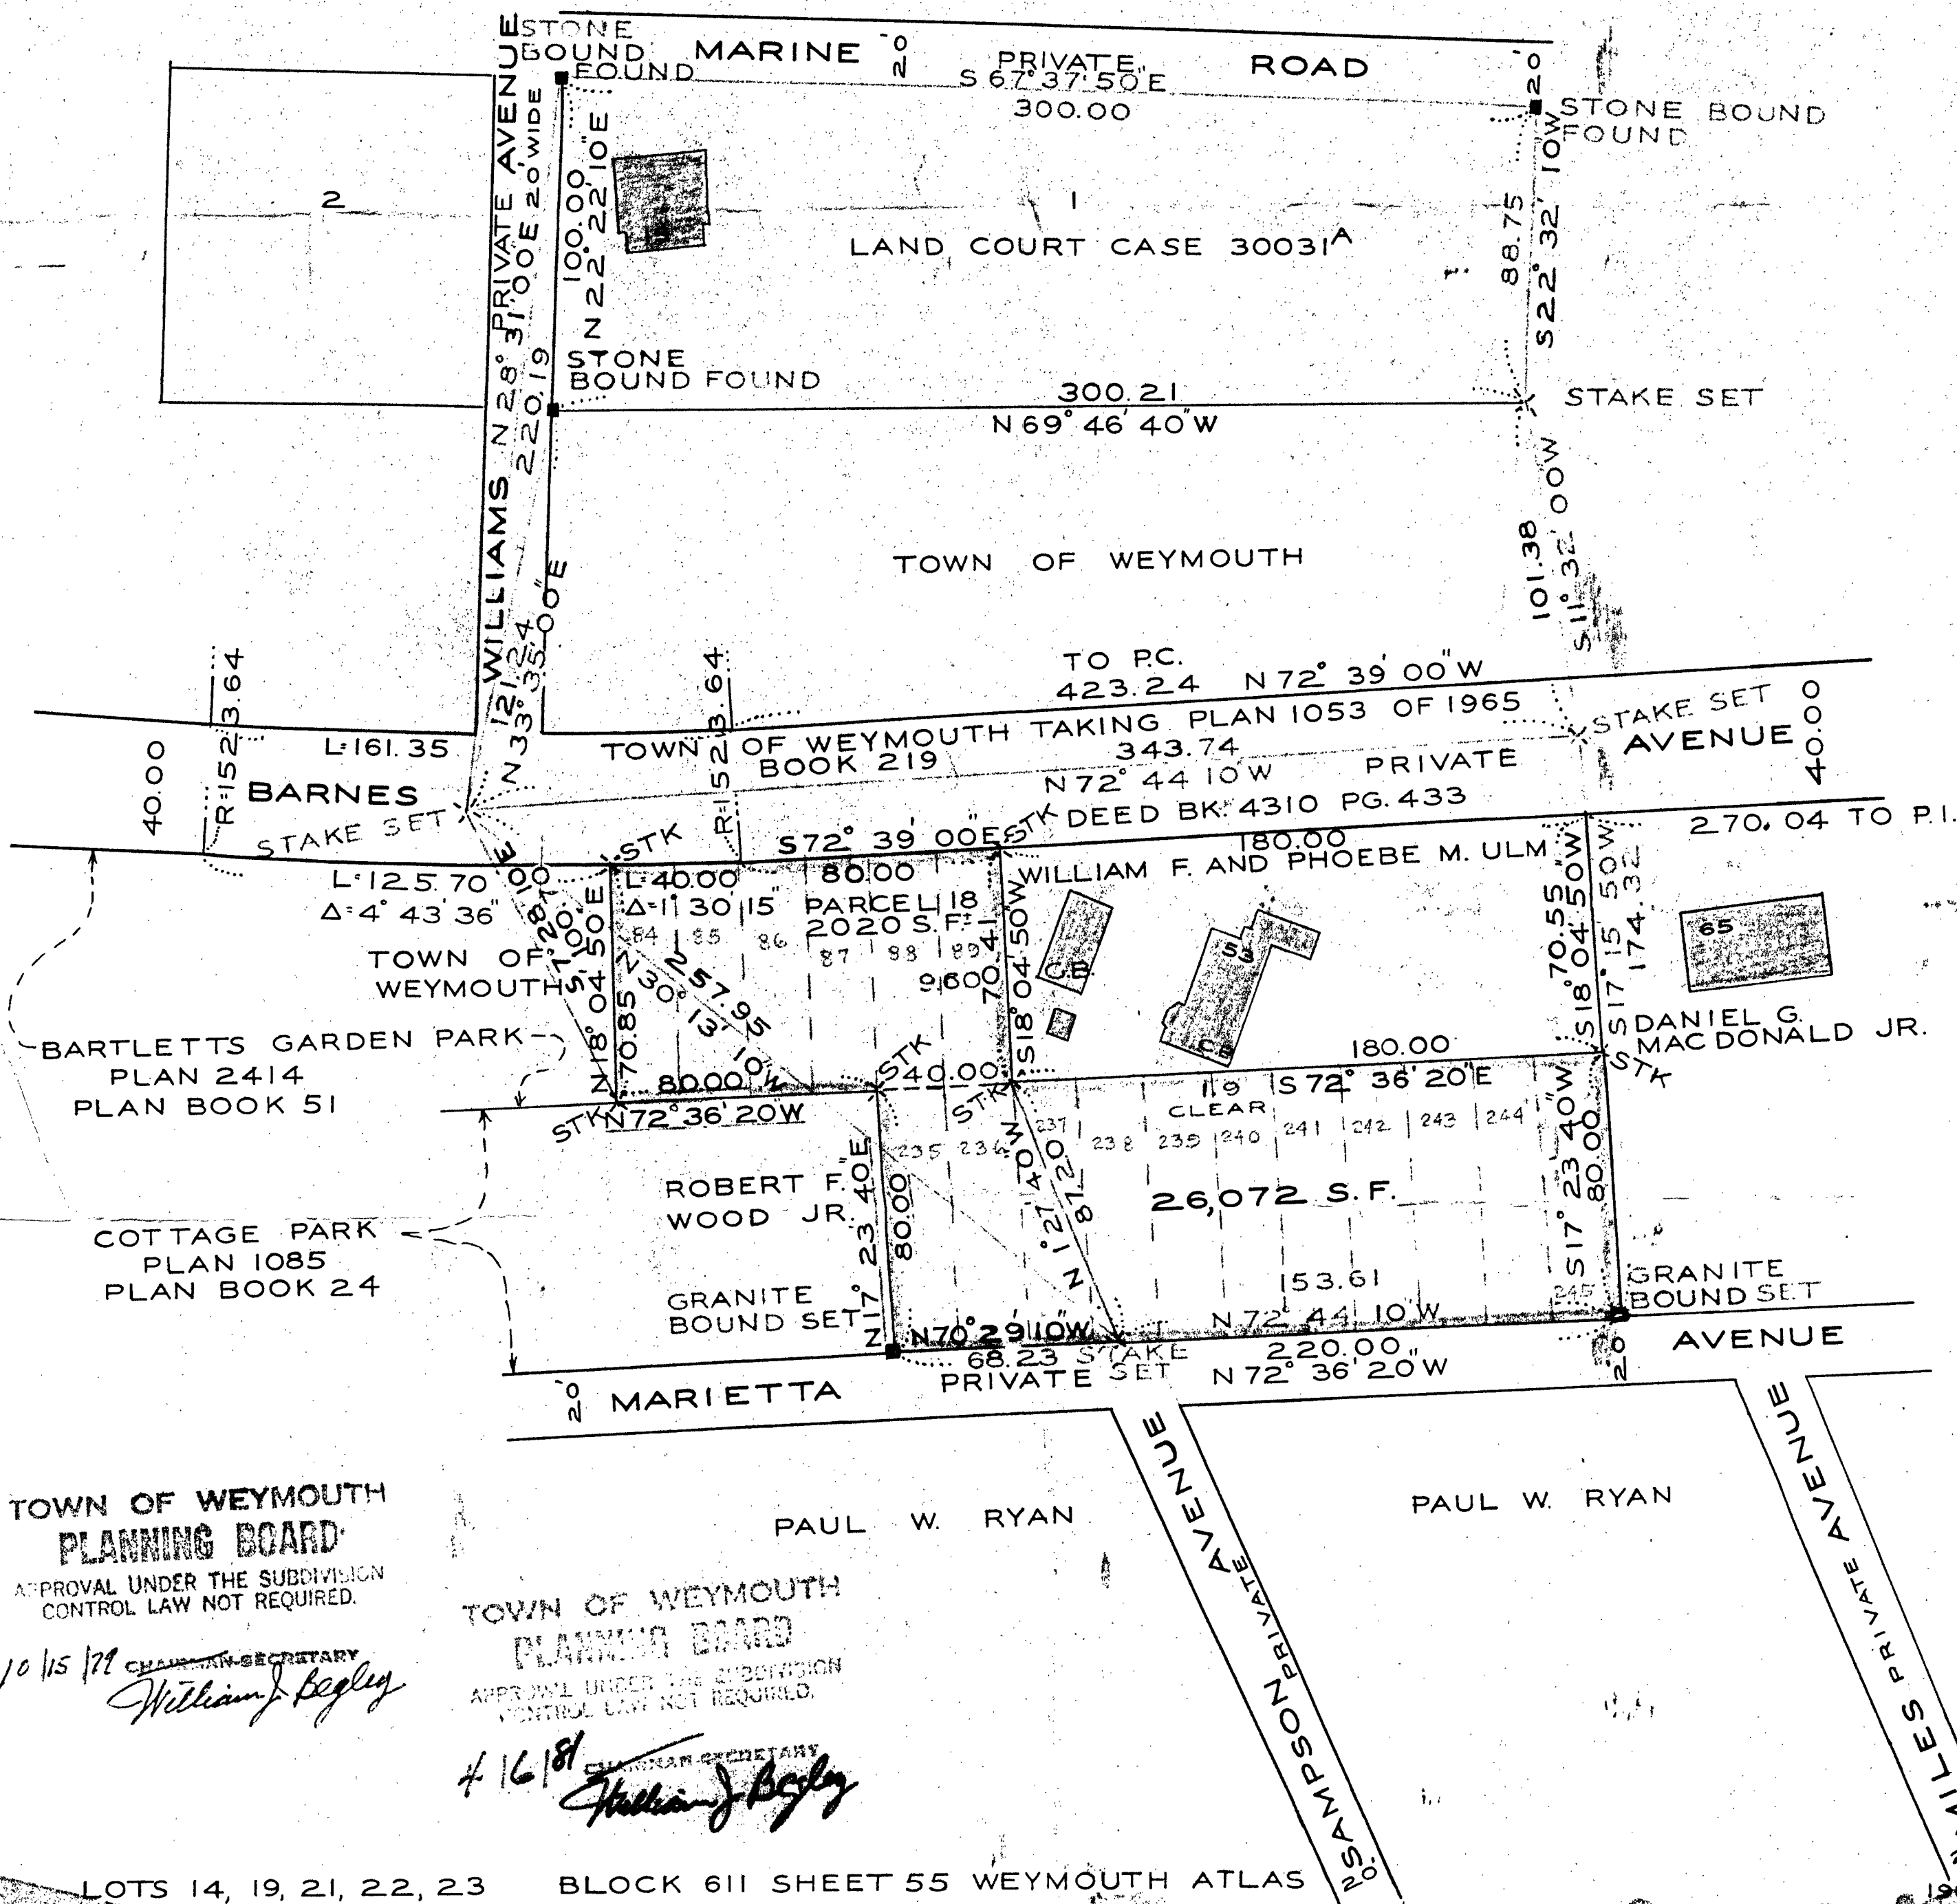 STONE
BOUND
FOUND
MARINE
20'
PRIVATE
ROAD
S 67° 37' 50" E
300.00
20'
STONE BOUND
FOUND
WILLIAMS PRIVATE AVENUE
20' WIDE
N 28° 31' 00" E
220.19
100.00
N 22° 22' 10" E
2
1
LAND COURT CASE 30031A
88.75
S 22° 32' 10" W
STONE
BOUND FOUND
300.21
N 69° 46' 40" W
STAKE SET
TOWN OF WEYMOUTH
101.38
S 11° 32' 00" W
121.24
N 33° 35' 00" E
R=1523.64
R=1523.64
TO P.C.
423.24 N 72° 39' 00" W
TOWN OF WEYMOUTH TAKING PLAN 1053 OF 1965
BOOK 219
343.74
N 72° 44' 10" W
PRIVATE
STAKE SET
AVENUE
40.00
40.00
L=161.35
BARNES
STAKE SET
DEED BK. 4310 PG. 433
STK
S 72° 39' 00" E
STK
180.00
270.04 TO P.I.
WILLIAM F. AND PHOEBE M. ULM
L=125.70
Δ=4° 43' 36"
L=40.00
Δ=1° 30' 15"
80.00
PARCEL 18
2020 S.F.±
84 85 86 87 88 89
9,60
TOWN OF
WEYMOUTH
N 18° 04' 50" E
70.85
N 57.95
N 30° 13' 10" W
70.41
S 18° 04' 50" W
C.B.
53
C.B.
70.55
S 18° 04' 50" W
S 17° 15' 50" W
174.32
65
DANIEL G.
MACDONALD JR.
BARTLETTS GARDEN PARK
PLAN 2414
PLAN BOOK 51
STK
80.00
N 72° 36' 20" W
STK
40.00
STK
180.00
S 72° 36' 20" E
STK
11.9
CLEAR
235 236 237 238 239 240 241 242 243 244 245
ROBERT F.
WOOD JR.
N 17° 23' 40" E
80.00
N 1° 27' 40" W
87.20
26,072 S.F.
S 17° 23' 40" W
80.00
COTTAGE PARK
PLAN 1085
PLAN BOOK 24
GRANITE
BOUND SET
153.61
N 72° 44' 10" W
GRANITE
BOUND SET
N 70° 29' 10" W
68.23
STAKE
SET
220.00
N 72° 36' 20" W
20'
20'
MARIETTA
PRIVATE
AVENUE
TOWN OF WEYMOUTH
PLANNING BOARD
APPROVAL UNDER THE SUBDIVISION
CONTROL LAW NOT REQUIRED.
10/15/79 CHAIRMAN-SECRETARY
William J. Begley
TOWN OF WEYMOUTH
PLANNING BOARD
APPROVAL UNDER THE SUBDIVISION
CONTROL LAW NOT REQUIRED.
4 16 81 CHAIRMAN-SECRETARY
William J. Begley
PAUL W. RYAN
PAUL W. RYAN
SAMPSON PRIVATE AVENUE
20'
MILES PRIVATE AVENUE
LOTS 14, 19, 21, 22, 23 BLOCK 611 SHEET 55 WEYMOUTH ATLAS